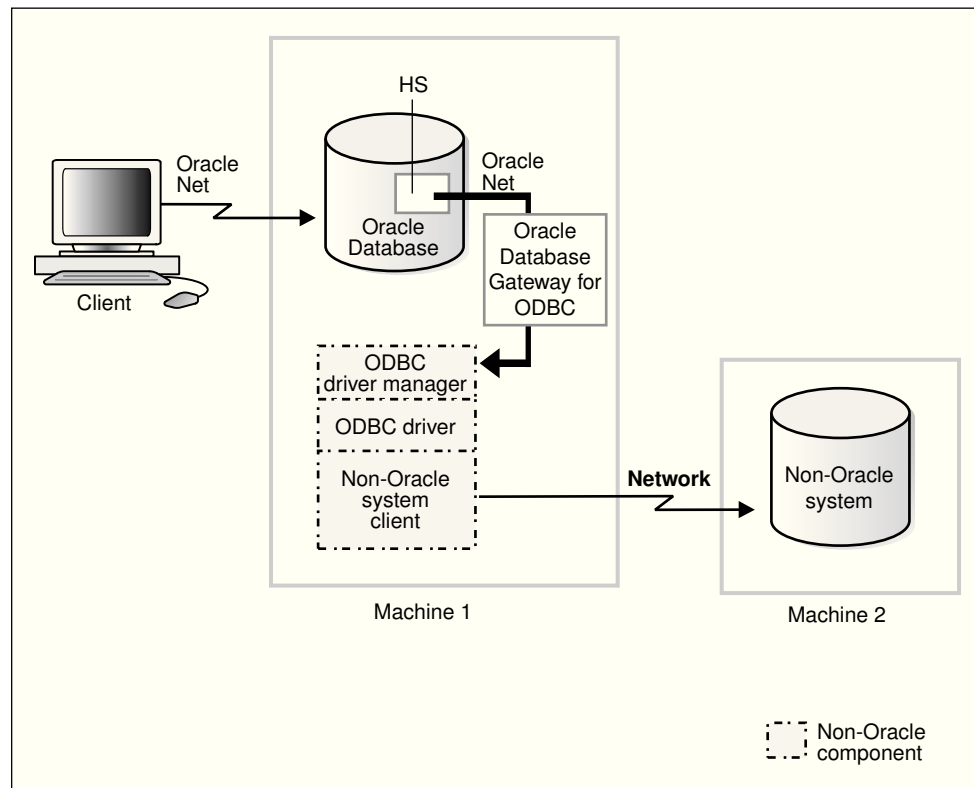 HS
Oracle
Net
Oracle
Net
Oracle
Database
Oracle
Database
Gateway for
ODBC
Client
ODBC
driver manager
ODBC driver
Non-Oracle
system
client
Network
Non-Oracle
system
Machine 1
Machine 2
Non-Oracle
component